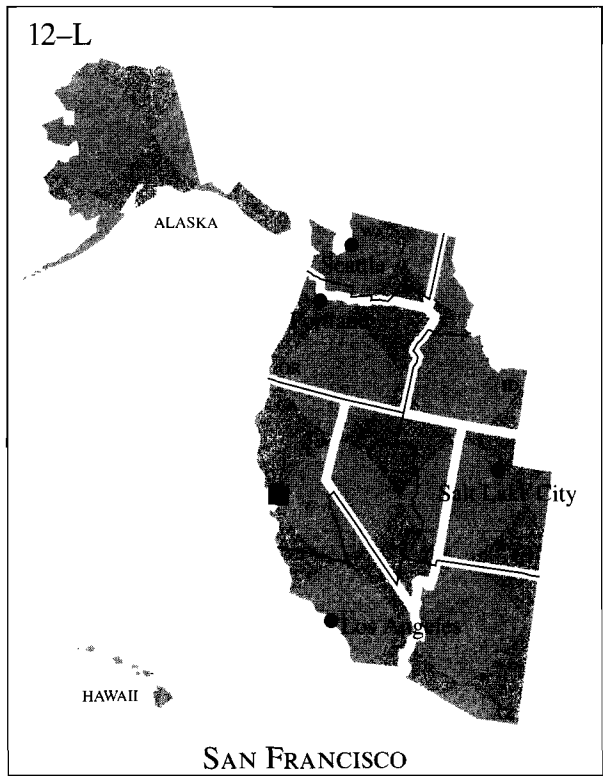 12–L
ALASKA
Seattle
Salt Lake City
Los Angeles
HAWAII
SAN FRANCISCO